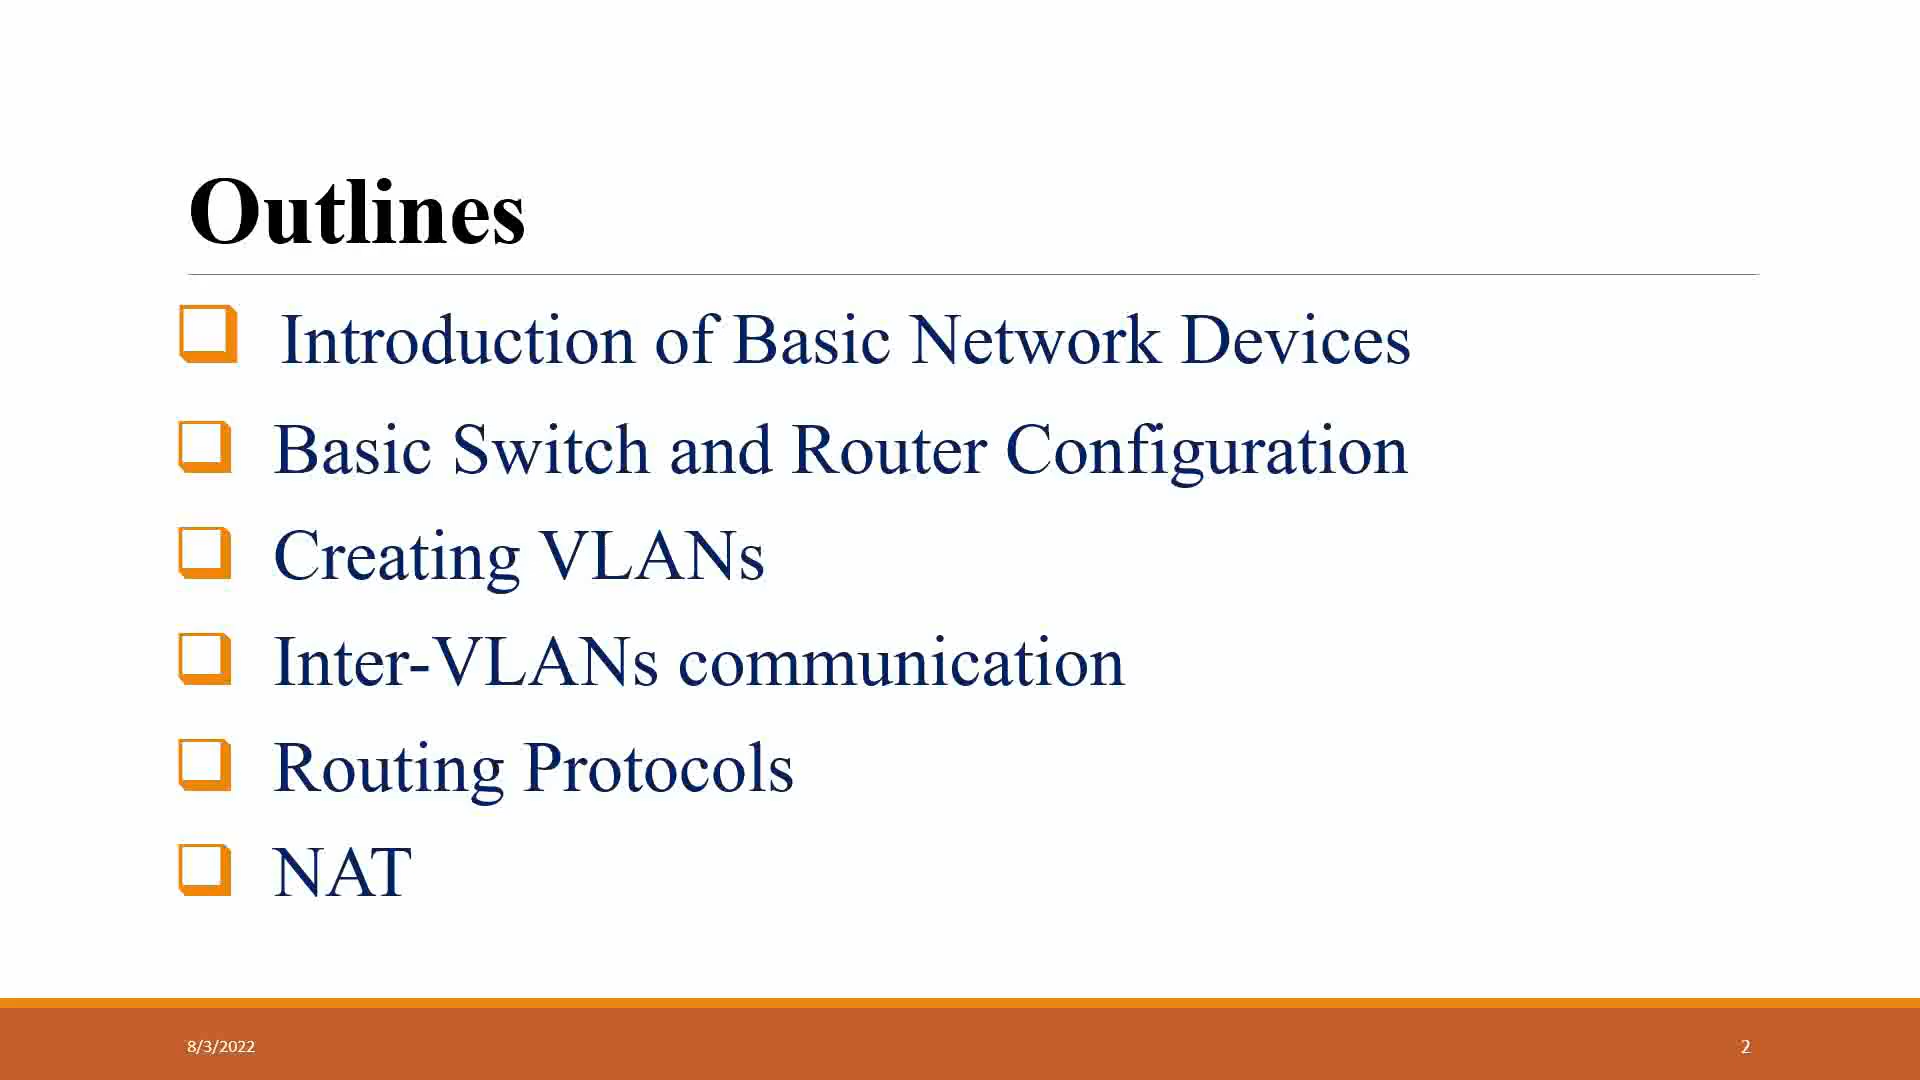 Outlines
Introduction of Basic Network Devices
Basic Switch and Router Configuration
Creating VLANs
Inter-VLANs communication
Routing Protocols
NAT
8/3/2022
2